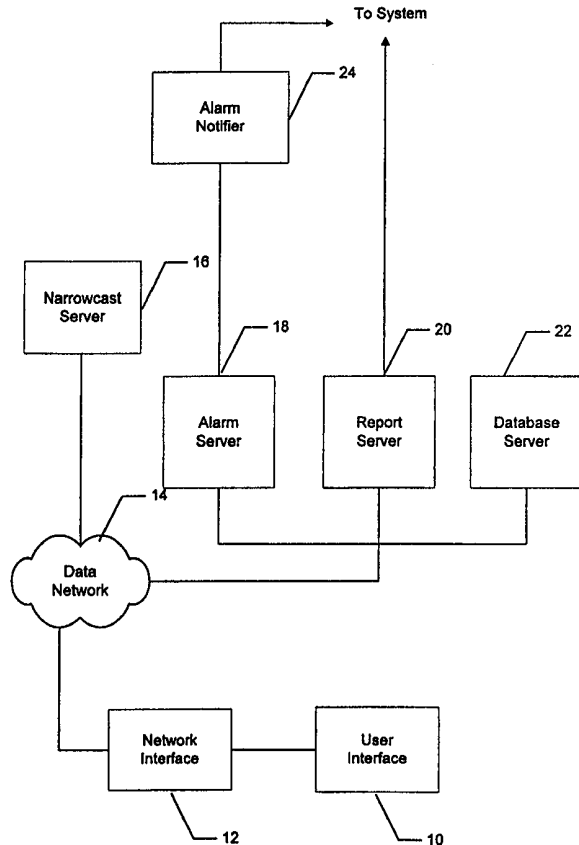 To System
Alarm
Notifier
24
Narrowcast
Server
16
18
20
22
Alarm
Server
Report
Server
Database
Server
14
Data
Network
Network
Interface
User
Interface
12
10